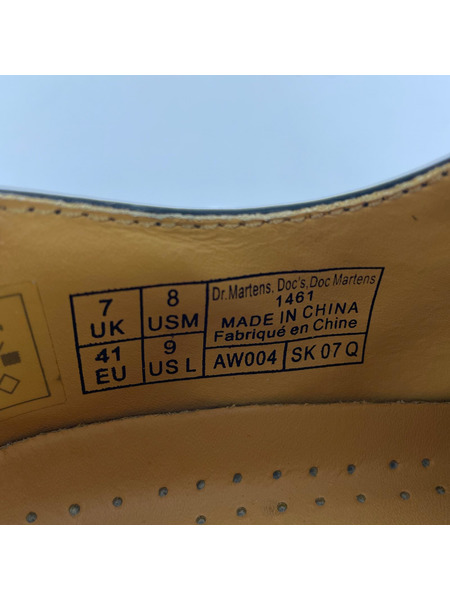 7
UK
8
USM
41
EU
9
US L
Dr.Martens, Doc's, Doc Martens
1461
MADE IN CHINA
Fabriqué en Chine
AW004
SK 07 Q